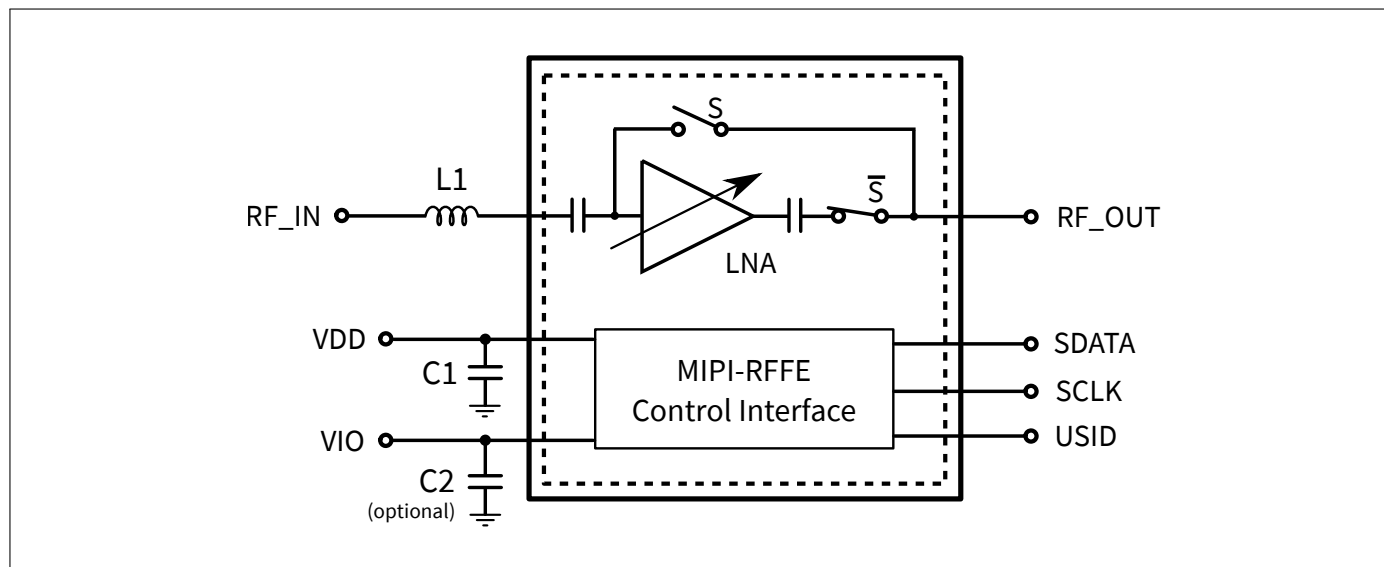 S
L1
S̅
RF_IN
RF_OUT
LNA
VDD
C1
MIPI-RFFE
Control Interface
SDATA
SCLK
USID
VIO
C2
(optional)